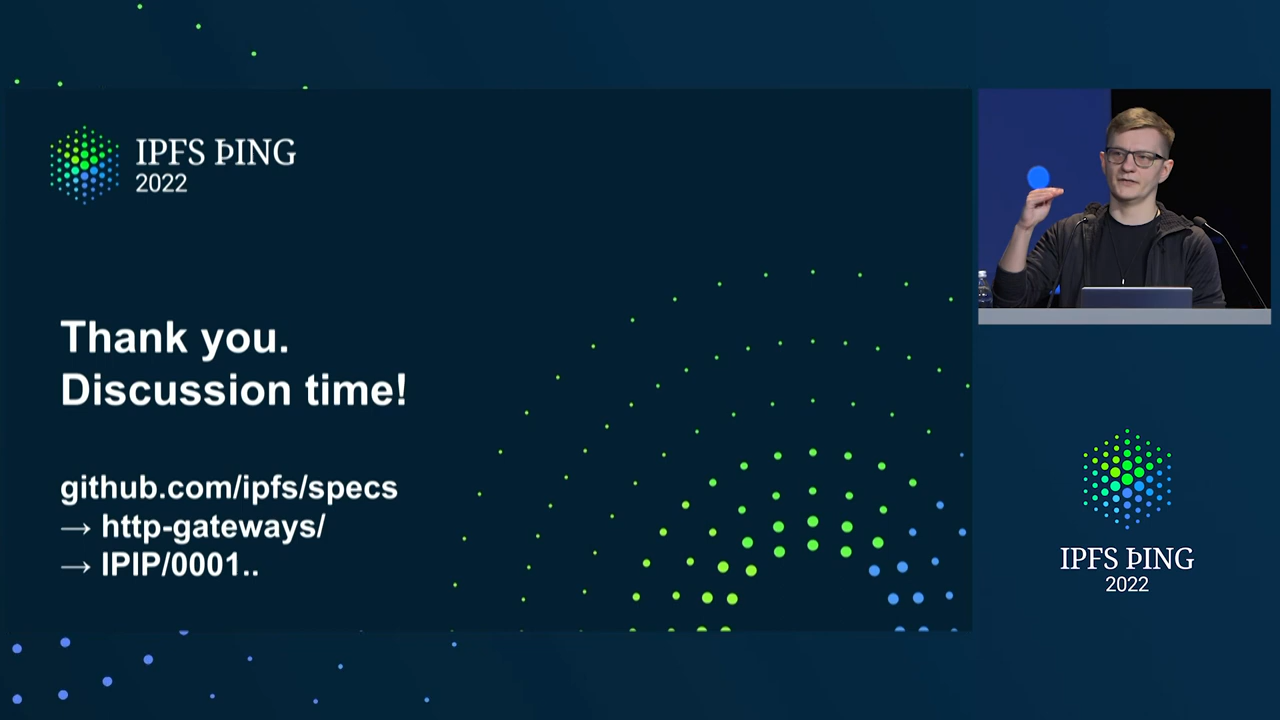 IPFS ÞING
2022
Thank you.
Discussion time!
github.com/ipfs/specs
→ http-gateways/
→ IPIP/0001..
IPFS ÞING
2022